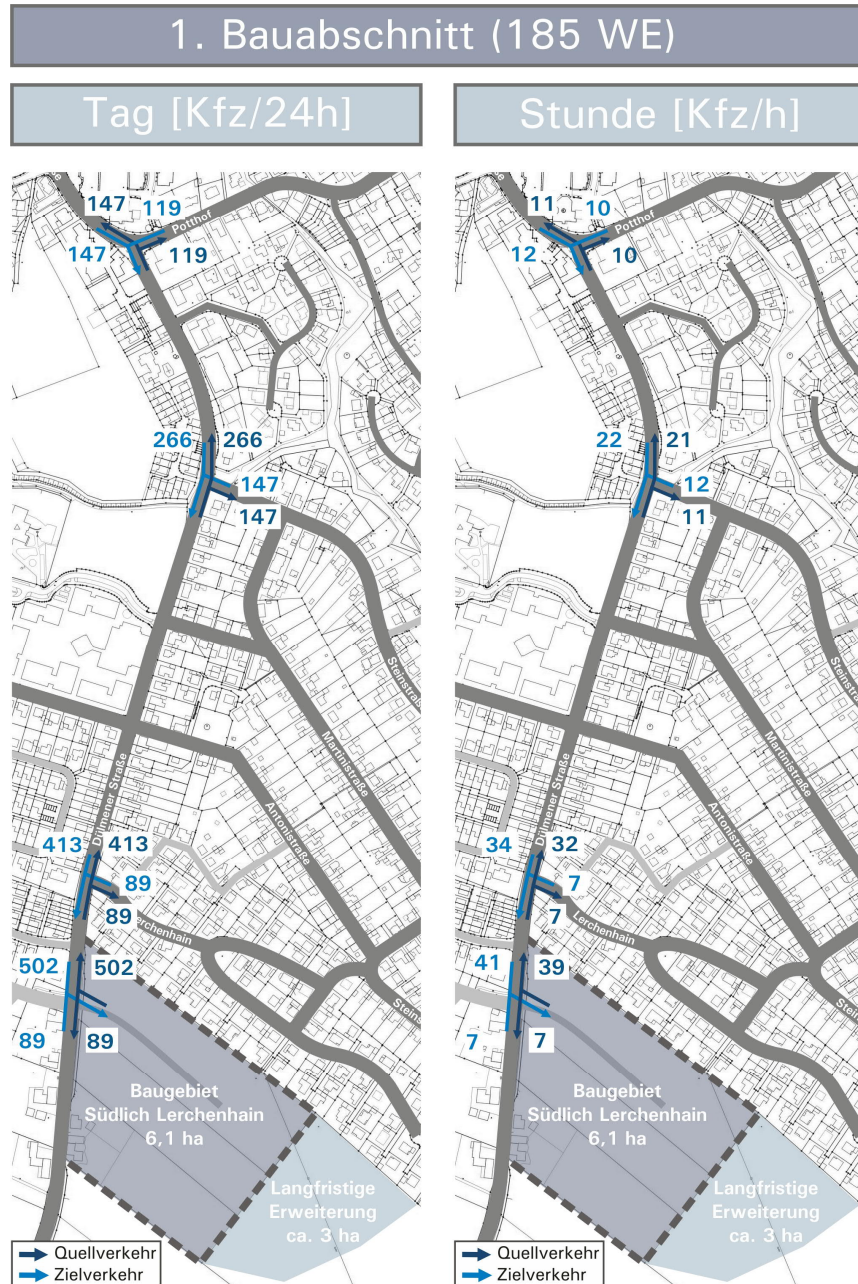 1. Bauabschnitt (185 WE)
Tag [Kfz/24h]
147
119
Potthof
147
119
266
266
147
147
Steinstraße
Martinistraße
Dülmener Straße
Antonistraße
413
413
89
89
Lerchenhain
502
502
Stein
89
89
Baugebiet
Südlich Lerchenhain
6,1 ha
Langfristige
Erweiterung
ca. 3 ha
Quellverkehr
Zielverkehr
Stunde [Kfz/h]
11
10
Potthof
12
10
22
21
12
11
Steinstraße
Martinistraße
Dülmener Straße
Antonistraße
34
32
7
7
Lerchenhain
41
39
Stein
7
7
Baugebiet
Südlich Lerchenhain
6,1 ha
Langfristige
Erweiterung
ca. 3 ha
Quellverkehr
Zielverkehr